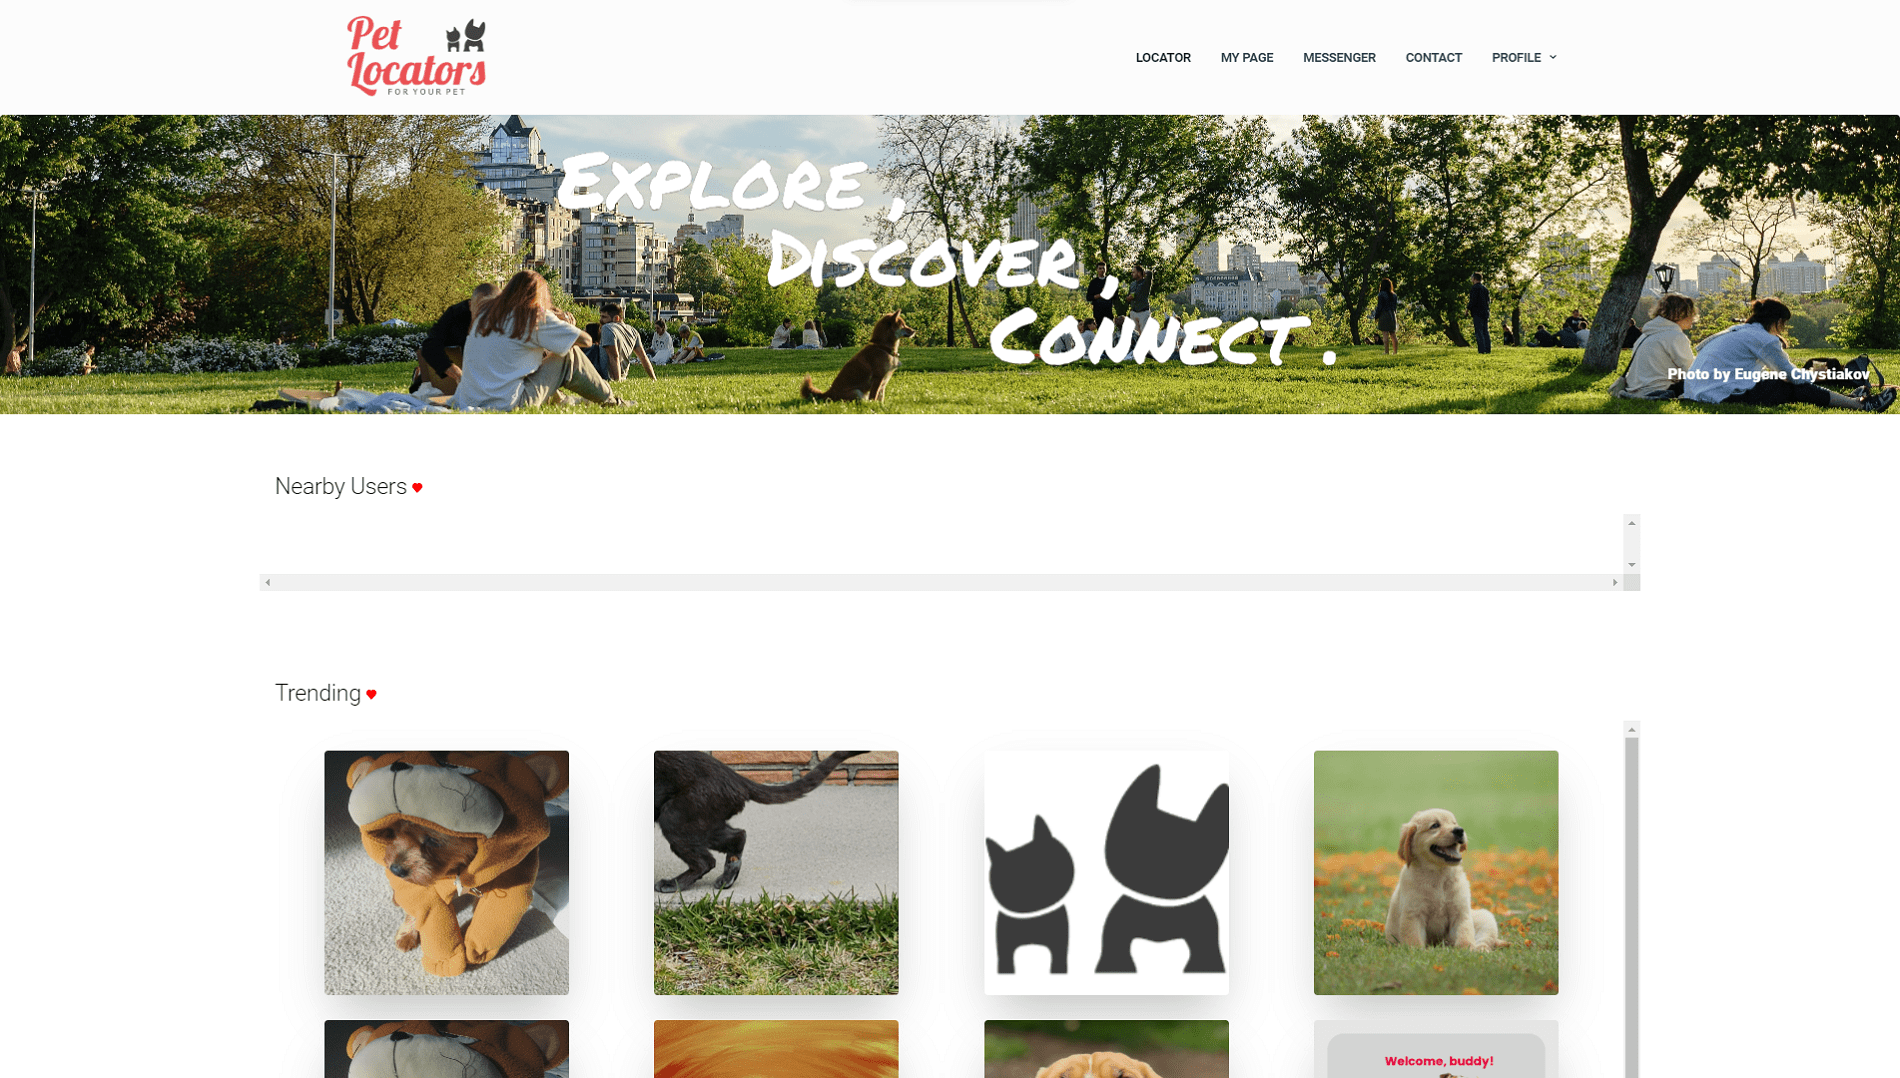 Pet
Locators
FOR YOUR PET
LOCATOR
MY PAGE
MESSENGER
CONTACT
PROFILE
EXPLORE ,
DISCOVER ,
CONNECT .
Photo by Eugene Chystiakov
Nearby Users
Trending
Welcome, buddy!